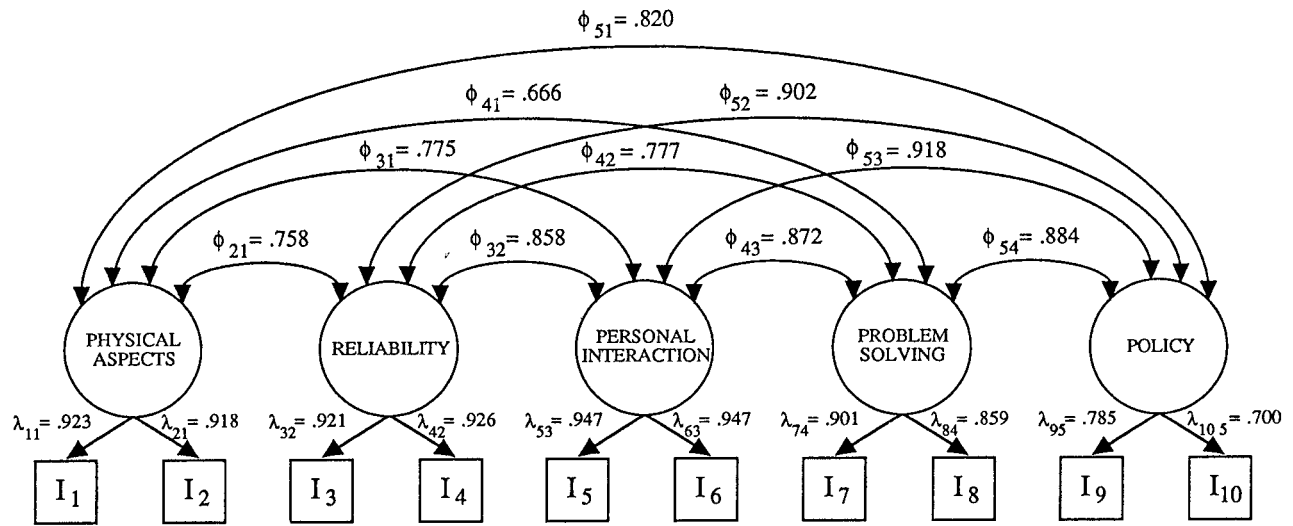 ϕ51 = .820
ϕ41 = .666
ϕ52 = .902
ϕ31 = .775
ϕ42 = .777
ϕ53 = .918
ϕ21 = .758
ϕ32 = .858
ϕ43 = .872
ϕ54 = .884
PHYSICAL
ASPECTS
RELIABILITY
PERSONAL
INTERACTION
PROBLEM
SOLVING
POLICY
λ11 = .923
λ21 = .918
λ32 = .921
λ42 = .926
λ53 = .947
λ63 = .947
λ74 = .901
λ84 = .859
λ95 = .785
λ10 5 = .700
I1
I2
I3
I4
I5
I6
I7
I8
I9
I10